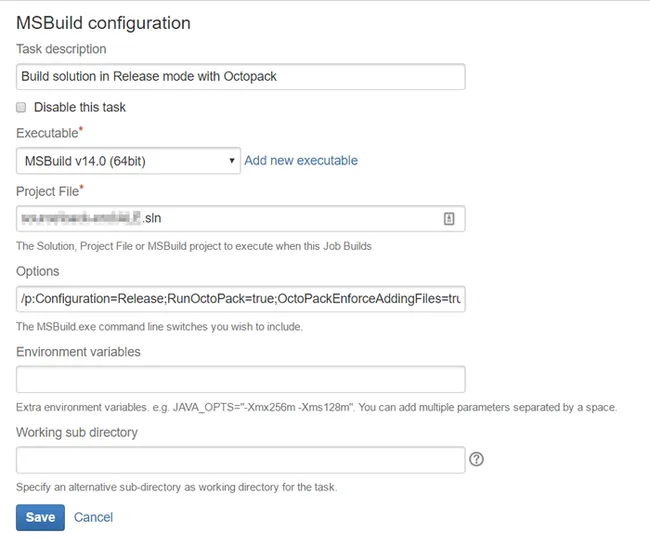 MSBuild configuration
Task description
Build solution in Release mode with Octopack
Disable this task
Executable*
MSBuild v14.0 (64bit)
Add new executable
Project File*
.sln
The Solution, Project File or MSBuild project to execute when this Job Builds
Options
/p:Configuration=Release;RunOctoPack=true;OctoPackEnforceAddingFiles=tru
The MSBuild.exe command line switches you wish to include.
Environment variables
Extra environment variables. e.g. JAVA_OPTS="-Xmx256m -Xms128m". You can add multiple parameters separated by a space.
Working sub directory
?
Specify an alternative sub-directory as working directory for the task.
Save Cancel